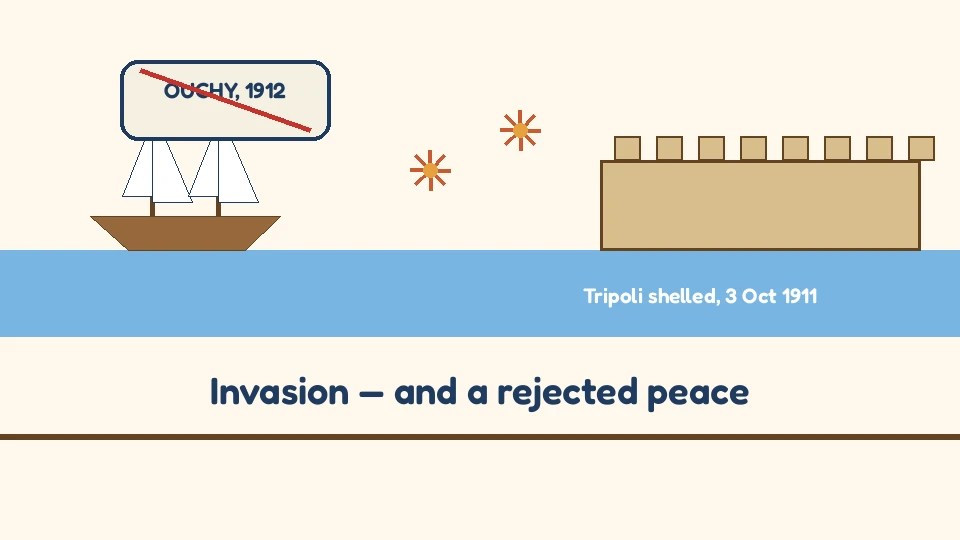 OUCHY, 1912
Tripoli shelled, 3 Oct 1911
Invasion — and a rejected peace